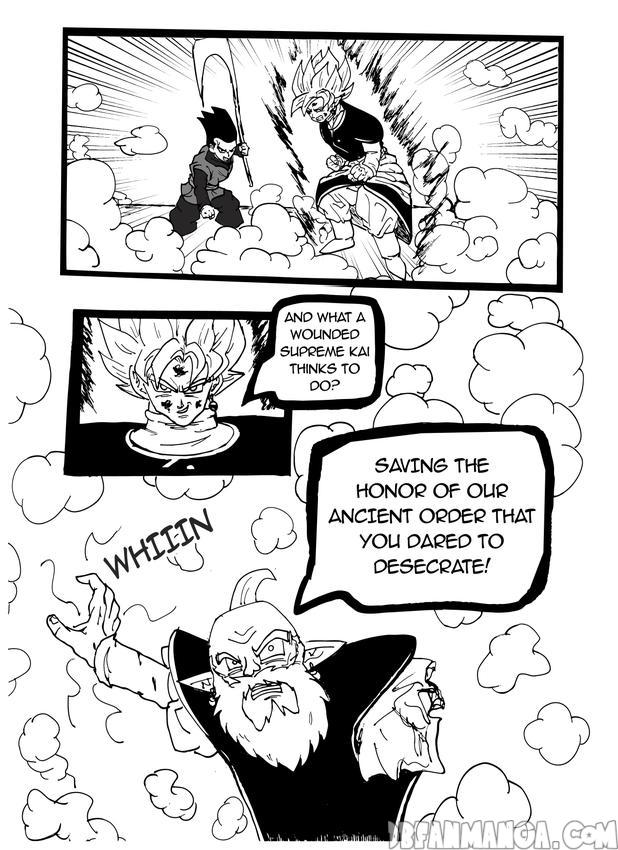 AND WHAT A
WOUNDED
SUPREME KAI
THINKS TO
DO?
SAVING THE
HONOR OF OUR
ANCIENT ORDER THAT
YOU DARED TO
DESECRATE!
WHIIIN
DBFANMANGA.COM